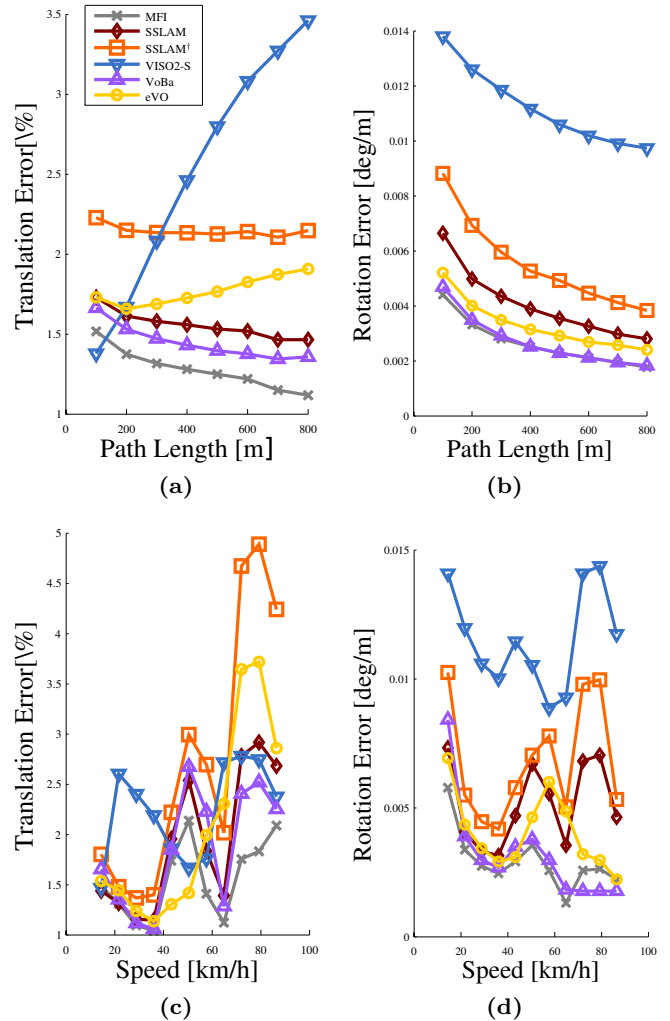 3.5
3
2.5
2
1.5
1
0
200
400
600
800
Translation Error[\%]
Path Length [m]
MFI
SSLAM
SSLAM†
VISO2-S
VoBa
eVO
(a)
0.014
0.012
0.01
0.008
0.006
0.004
0.002
0
0
200
400
600
800
Rotation Error [deg/m]
Path Length [m]
(b)
5
4.5
4
3.5
3
2.5
2
1.5
1
0
20
40
60
80
100
Translation Error[\%]
Speed [km/h]
(c)
0.015
0.01
0.005
0
0
20
40
60
80
100
Rotation Error [deg/m]
Speed [km/h]
(d)